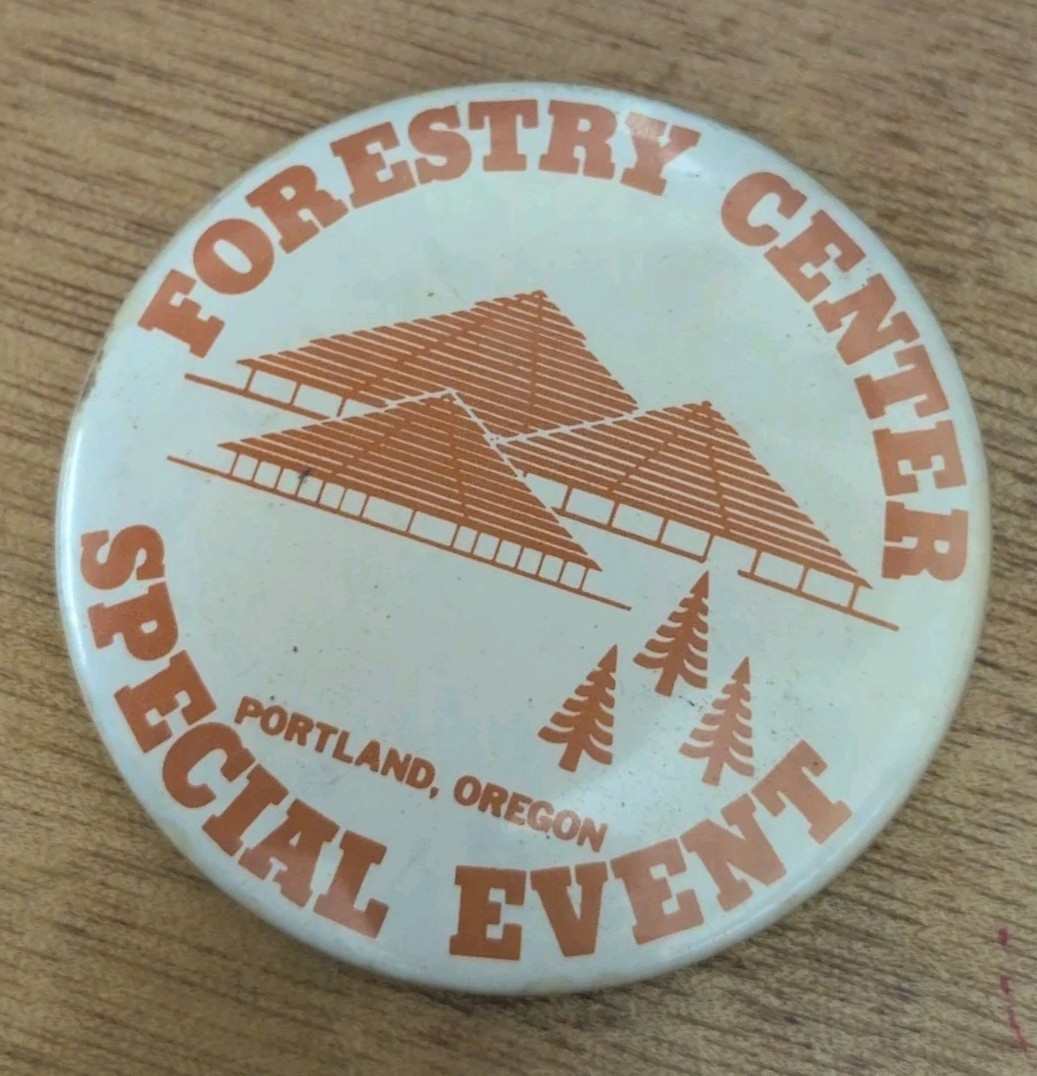 FORESTRY CENTER
PORTLAND, OREGON
SPECIAL EVENT